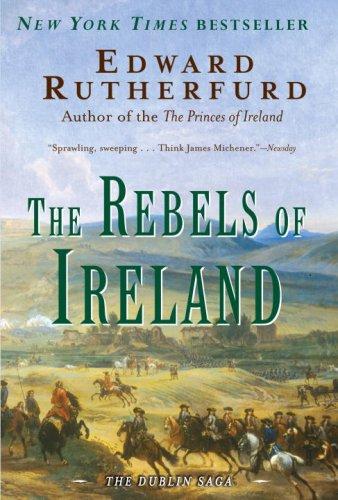 NEW YORK TIMES BESTSELLER
EDWARD
RUTHERFURD
Author of the The Princes of Ireland
"Sprawling, sweeping . . . Think James Michener."—Newsday
THE REBELS OF
IRELAND
THE DUBLIN SAGA